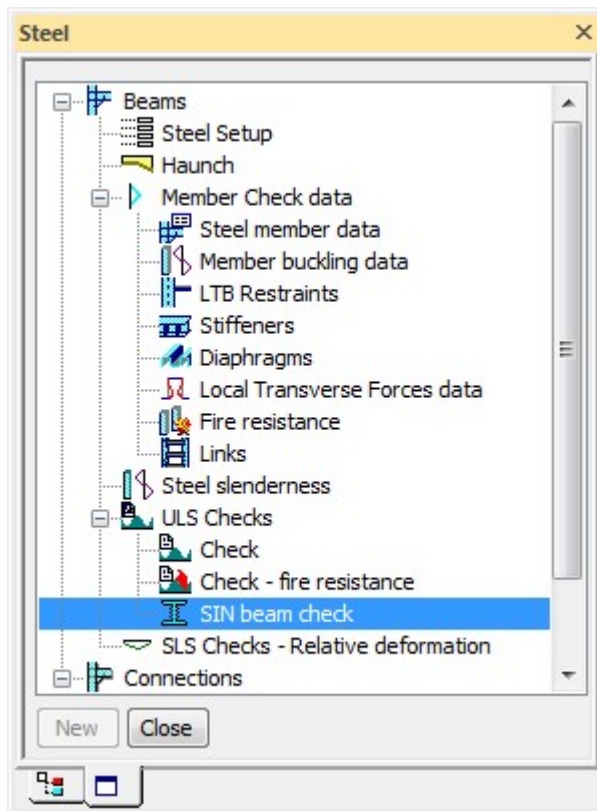 Steel
Beams
Steel Setup
Haunch
Member Check data
Steel member data
Member buckling data
LTB Restraints
Stiffeners
Diaphragms
Local Transverse Forces data
Fire resistance
Links
Steel slenderness
ULS Checks
Check
Check - fire resistance
SIN beam check
SLS Checks - Relative deformation
Connections
New Close